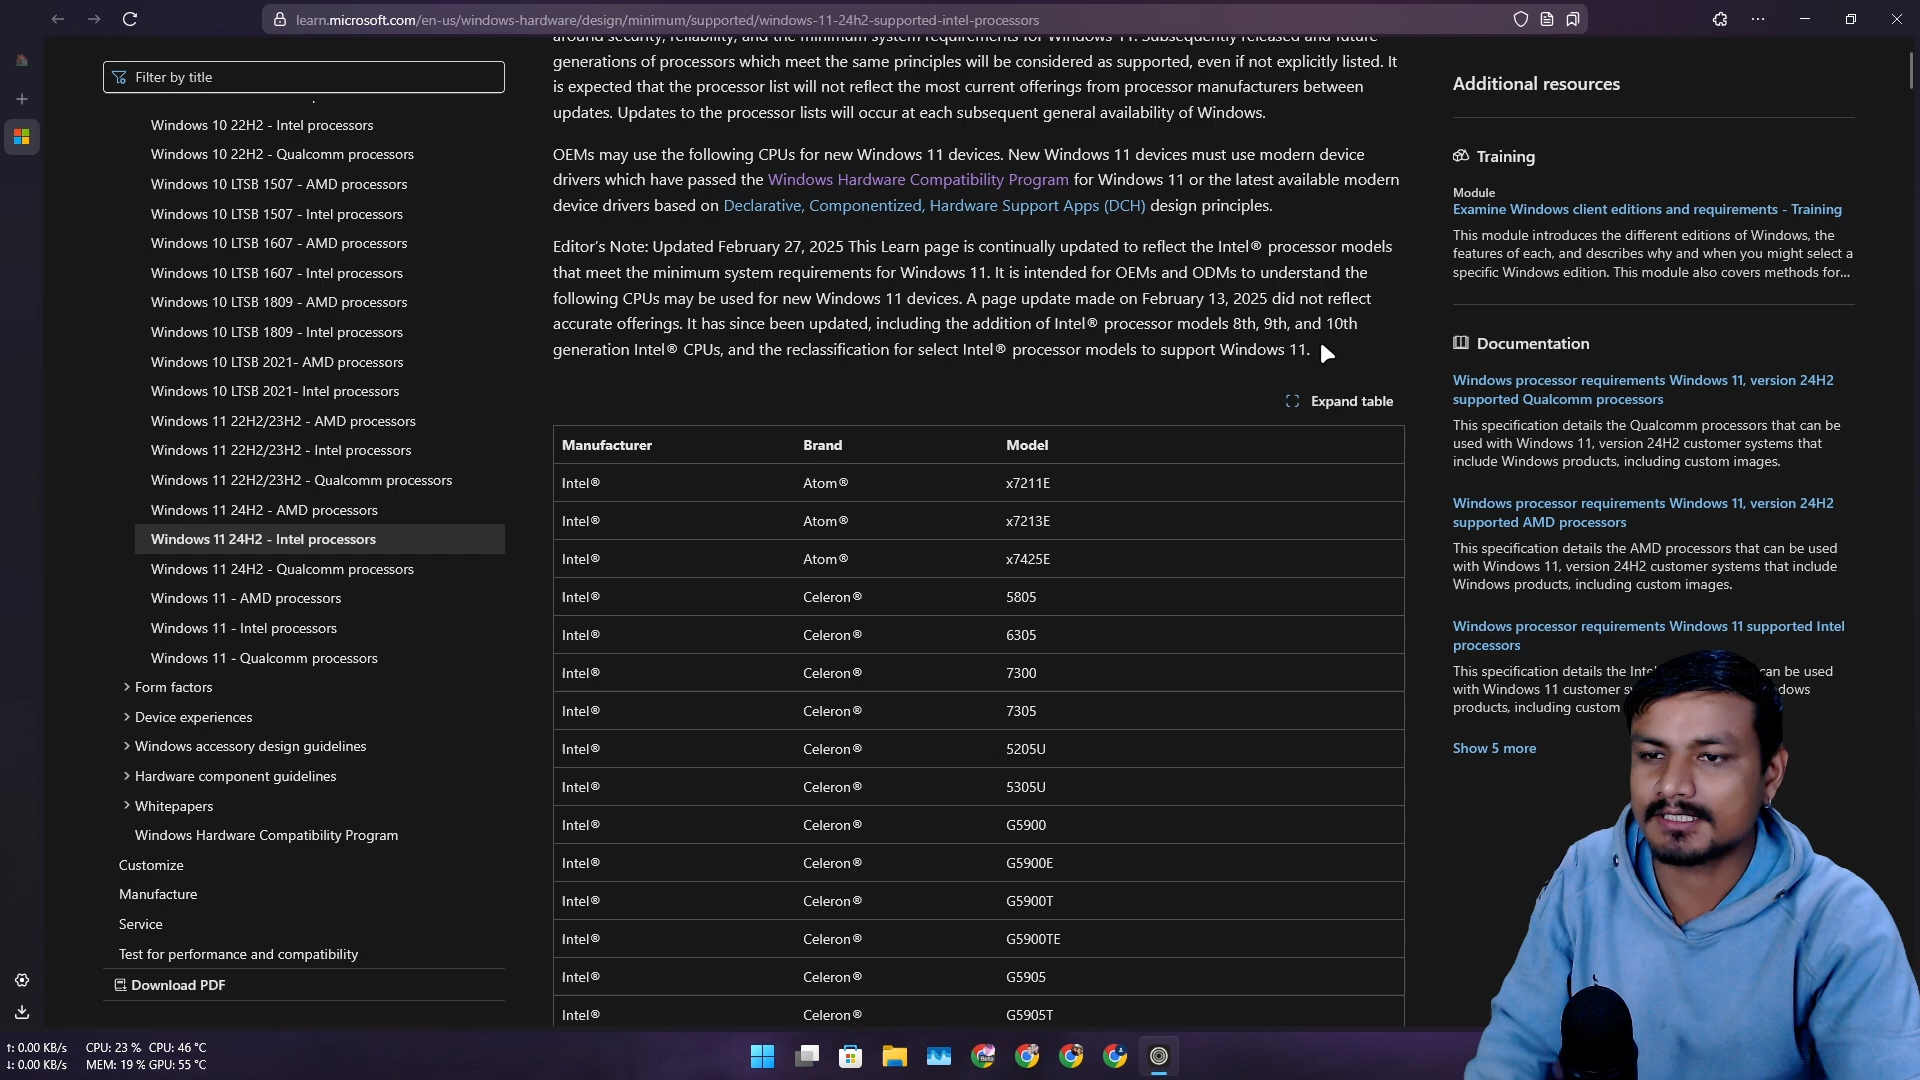 learn.microsoft.com/en-us/windows-hardware/design/minimum/supported/windows-11-24h2-supported-intel-processors
Filter by title
Windows 10 22H2 - Intel processors
Windows 10 22H2 - Qualcomm processors
Windows 10 LTSB 1507 - AMD processors
Windows 10 LTSB 1507 - Intel processors
Windows 10 LTSB 1607 - AMD processors
Windows 10 LTSB 1607 - Intel processors
Windows 10 LTSB 1809 - AMD processors
Windows 10 LTSB 1809 - Intel processors
Windows 10 LTSB 2021- AMD processors
Windows 10 LTSB 2021- Intel processors
Windows 11 22H2/23H2 - AMD processors
Windows 11 22H2/23H2 - Intel processors
Windows 11 22H2/23H2 - Qualcomm processors
Windows 11 24H2 - AMD processors
Windows 11 24H2 - Intel processors
Windows 11 24H2 - Qualcomm processors
Windows 11 - AMD processors
Windows 11 - Intel processors
Windows 11 - Qualcomm processors
Form factors
Device experiences
Windows accessory design guidelines
Hardware component guidelines
Whitepapers
Windows Hardware Compatibility Program
Customize
Manufacture
Service
Test for performance and compatibility
Download PDF
around security, reliability, and the minimum system requirements for Windows 11. Subsequently released and future
generations of processors which meet the same principles will be considered as supported, even if not explicitly listed. It
is expected that the processor list will not reflect the most current offerings from processor manufacturers between
updates. Updates to the processor lists will occur at each subsequent general availability of Windows.
OEMs may use the following CPUs for new Windows 11 devices. New Windows 11 devices must use modern device
drivers which have passed the Windows Hardware Compatibility Program for Windows 11 or the latest available modern
device drivers based on Declarative, Componentized, Hardware Support Apps (DCH) design principles.
Editor's Note: Updated February 27, 2025 This Learn page is continually updated to reflect the Intel® processor models
that meet the minimum system requirements for Windows 11. It is intended for OEMs and ODMs to understand the
following CPUs may be used for new Windows 11 devices. A page update made on February 13, 2025 did not reflect
accurate offerings. It has since been updated, including the addition of Intel® processor models 8th, 9th, and 10th
generation Intel® CPUs, and the reclassification for select Intel® processor models to support Windows 11.
Expand table
Manufacturer Brand Model
Intel® Atom® x7211E
Intel® Atom® x7213E
Intel® Atom® x7425E
Intel® Celeron® 5805
Intel® Celeron® 6305
Intel® Celeron® 7300
Intel® Celeron® 7305
Intel® Celeron® 5205U
Intel® Celeron® 5305U
Intel® Celeron® G5900
Intel® Celeron® G5900E
Intel® Celeron® G5900T
Intel® Celeron® G5900TE
Intel® Celeron® G5905
Intel® Celeron® G5905T
Additional resources
Training
Module
Examine Windows client editions and requirements - Training
This module introduces the different editions of Windows, the
features of each, and describes why and when you might select a
specific Windows edition. This module also covers methods for...
Documentation
Windows processor requirements Windows 11, version 24H2
supported Qualcomm processors
This specification details the Qualcomm processors that can be
used with Windows 11, version 24H2 customer systems that
include Windows products, including custom images.
Windows processor requirements Windows 11, version 24H2
supported AMD processors
This specification details the AMD processors that can be used
with Windows 11, version 24H2 customer systems that include
Windows products, including custom images.
Windows processor requirements Windows 11 supported Intel
processors
This specification details the can be used
with Windows 11 customer
products, including custom
Show 5 more
↑: 0.00 KB/s CPU: 23 % CPU: 46 °C
↓: 0.00 KB/s MEM: 19 % GPU: 55 °C
Beta